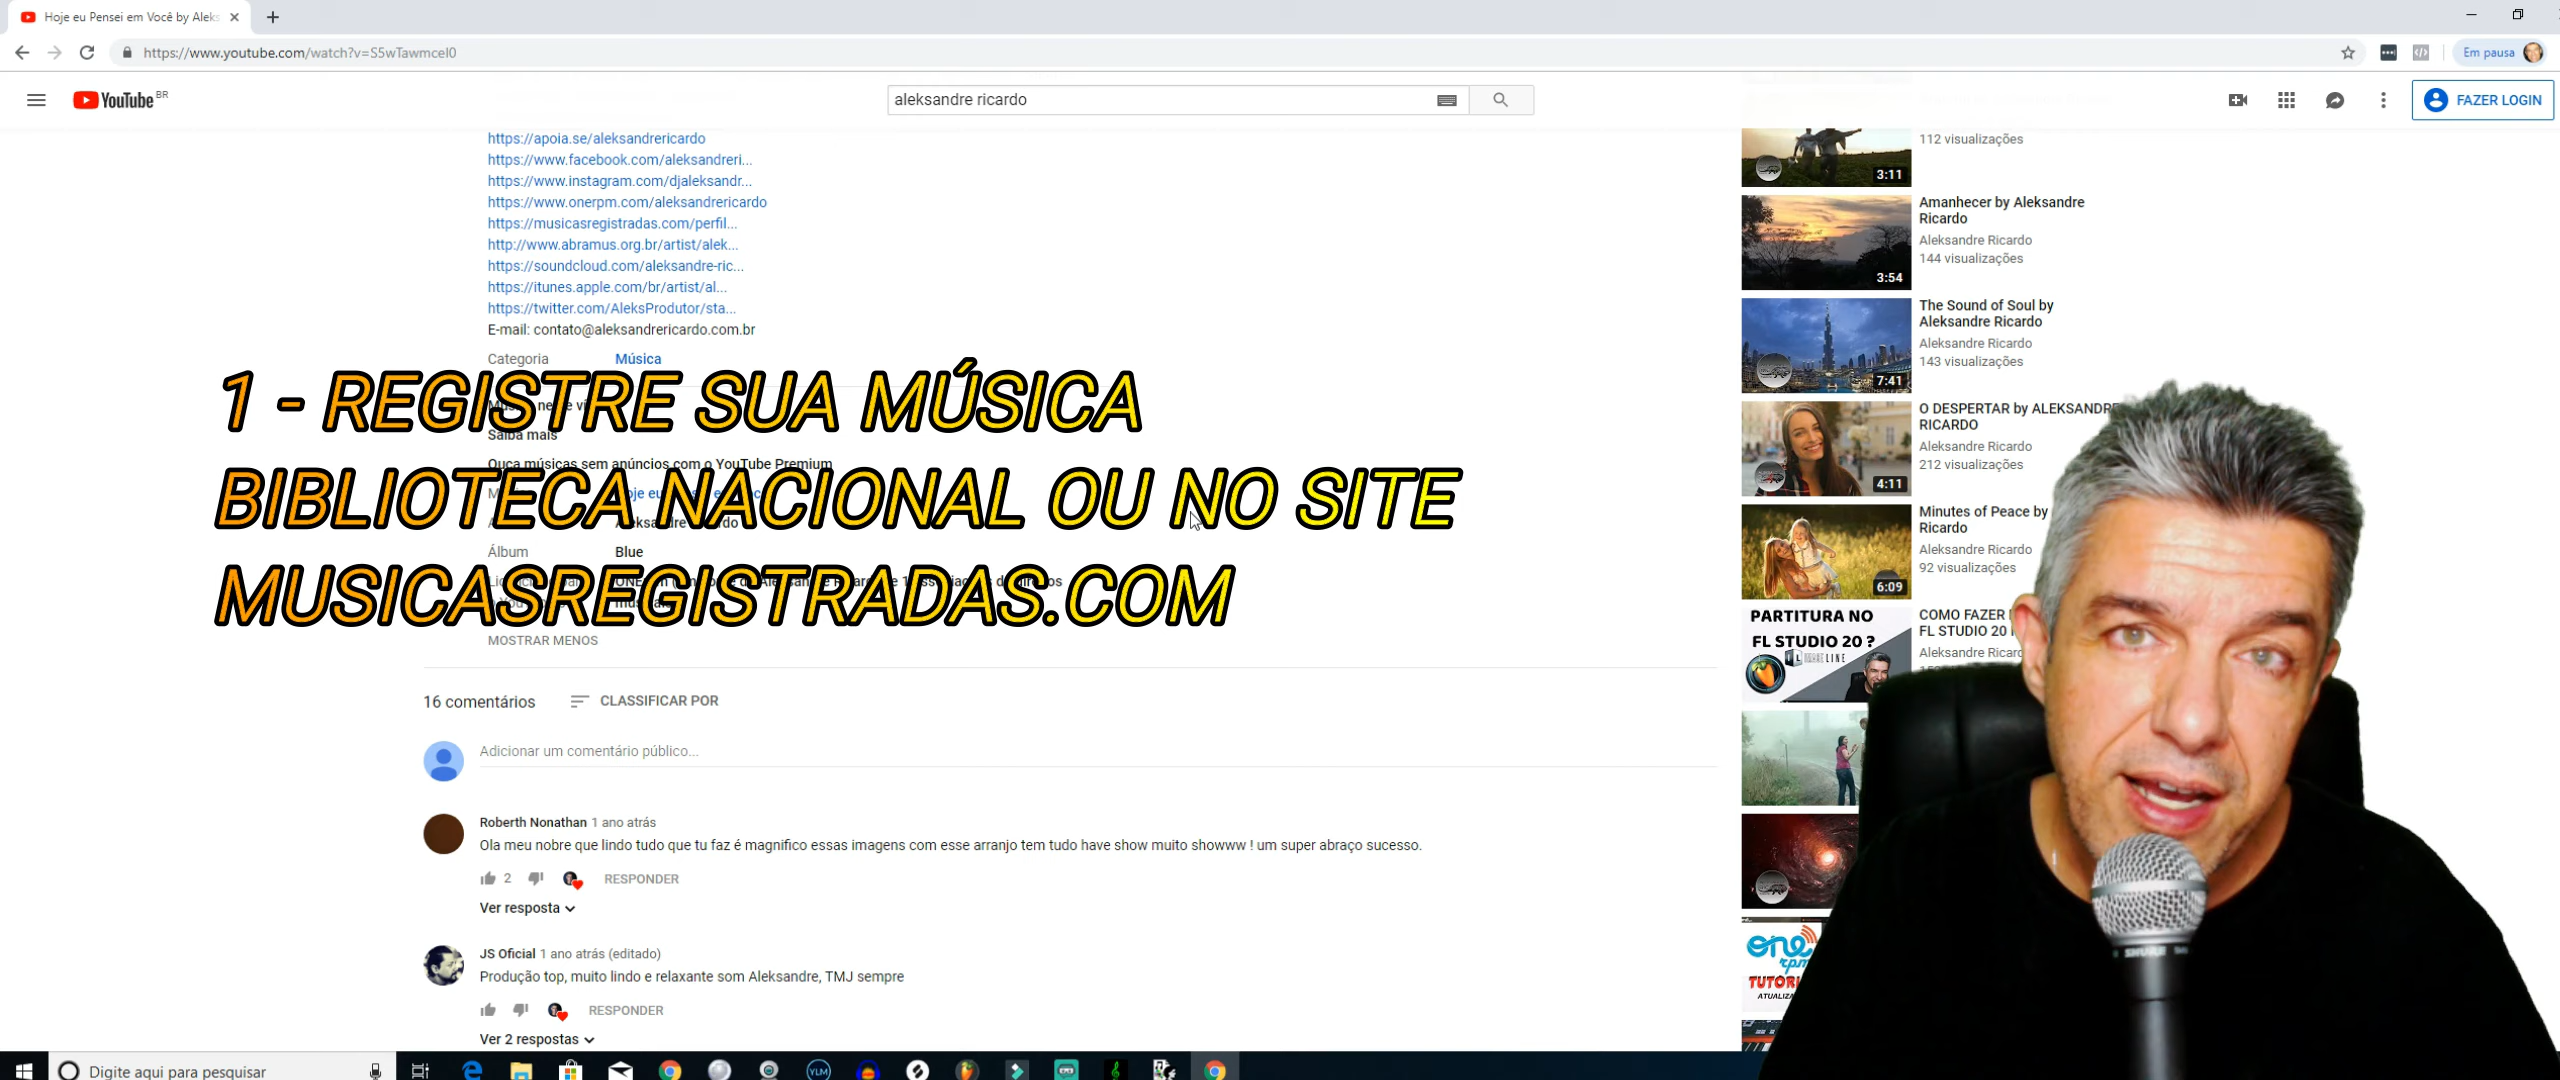 Hoje eu Pensei em Você by Aleks
https://www.youtube.com/watch?v=S5wTawmcel0
Em pausa
YouTube BR
aleksandre ricardo
FAZER LOGIN
https://apoia.se/aleksandrericardo
https://www.facebook.com/aleksandreri...
https://www.instagram.com/djaleksandr...
https://www.onerpm.com/aleksandrericardo
https://musicasregistradas.com/perfil...
http://www.abramus.org.br/artist/alek...
https://soundcloud.com/aleksandre-ric...
https://itunes.apple.com/br/artist/al...
https://twitter.com/AleksProdutor/sta...
E-mail: contato@aleksandrericardo.com.br
Categoria Música
1 - REGISTRE SUA MÚSICA
Saiba mais
Ouça músicas sem anúncios com o YouTube Premium
BIBLIOTECA NACIONAL OU NO SITE
Álbum Blue
MUSICASREGISTRADAS.COM
MOSTRAR MENOS
16 comentários CLASSIFICAR POR
Adicionar um comentário público...
Roberth Nonathan 1 ano atrás
Ola meu nobre que lindo tudo que tu faz é magnifico essas imagens com esse arranjo tem tudo have show muito showww ! um super abraço sucesso.
2 RESPONDER
Ver resposta
JS Oficial 1 ano atrás (editado)
Produção top, muito lindo e relaxante som Aleksandre, TMJ sempre
RESPONDER
Ver 2 respostas
112 visualizações
3:11
Amanhecer by Aleksandre
Ricardo
Aleksandre Ricardo
144 visualizações
3:54
The Sound of Soul by
Aleksandre Ricardo
Aleksandre Ricardo
143 visualizações
7:41
O DESPERTAR by ALEKSANDRE
RICARDO
Aleksandre Ricardo
212 visualizações
4:11
Minutes of Peace by
Ricardo
Aleksandre Ricardo
92 visualizações
6:09
PARTITURA NO
FL STUDIO 20 ?
COMO FAZER
FL STUDIO 20
Aleksandre
one
rpm
SHURE
Digite aqui para pesquisar
YLM